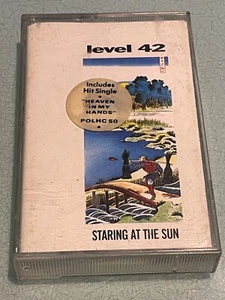 level 42
Includes
Hit Single
"HEAVEN
IN MY
HANDS"
POLHC 50
STARING AT THE SUN